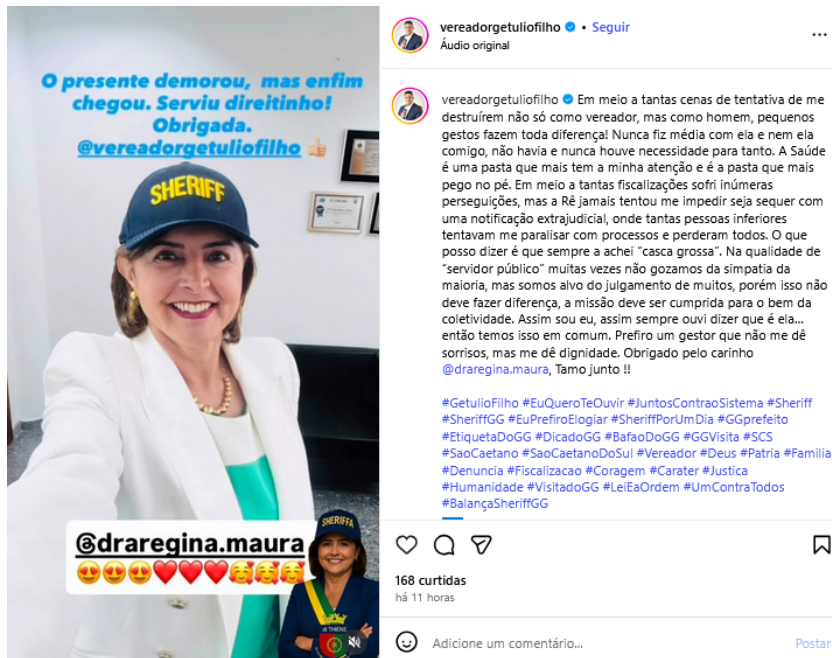 O presente demorou, mas enfim
chegou. Serviu direitinho!
Obrigada.
@vereadorgetuliofilho 👍
SHERIFF
@draregina.maura
😍😍😍❤️❤️❤️🥰🥰🥰
SHERIFFA
vereadorgetuliofilho • Seguir
Áudio original
vereadorgetuliofilho Em meio a tantas cenas de tentativa de me
destruírem não só como vereador, mas como homem, pequenos
gestos fazem toda diferença! Nunca fiz média com ela e nem ela
comigo, não havia e nunca houve necessidade para tanto. A Saúde
é uma pasta que mais tem a minha atenção e é a pasta que mais
pego no pé. Em meio a tantas fiscalizações sofri inúmeras
perseguições, mas a Rê jamais tentou me impedir seja sequer com
uma notificação extrajudicial, onde tantas pessoas inferiores
tentavam me paralisar com processos e perderam todos. O que
posso dizer é que sempre a achei “casca grossa”. Na qualidade de
“servidor público” muitas vezes não gozamos da simpatia da
maioria, mas somos alvo do julgamento de muitos, porém isso não
deve fazer diferença, a missão deve ser cumprida para o bem da
coletividade. Assim sou eu, assim sempre ouvi dizer que é ela...
então temos isso em comum. Prefiro um gestor que não me dê
sorrisos, mas me dê dignidade. Obrigado pelo carinho
@draregina.maura, Tamo junto !!
#GetulioFilho #EuQueroTeOuvir #JuntosContraoSistema #Sheriff
#SheriffGG #EuPrefiroElogiar #SheriffPorUmDia #GGprefeito
#EtiquetaDoGG #DicadoGG #BafaoDoGG #GGVisita #SCS
#SaoCaetano #SaoCaetanoDoSul #Vereador #Deus #Patria #Familia
#Denuncia #Fiscalizacao #Coragem #Carater #Justica
#Humanidade #VisitadoGG #LeiEaOrdem #UmContraTodos
#BalançaSheriffGG
168 curtidas
há 11 horas
Adicione um comentário...
Postar